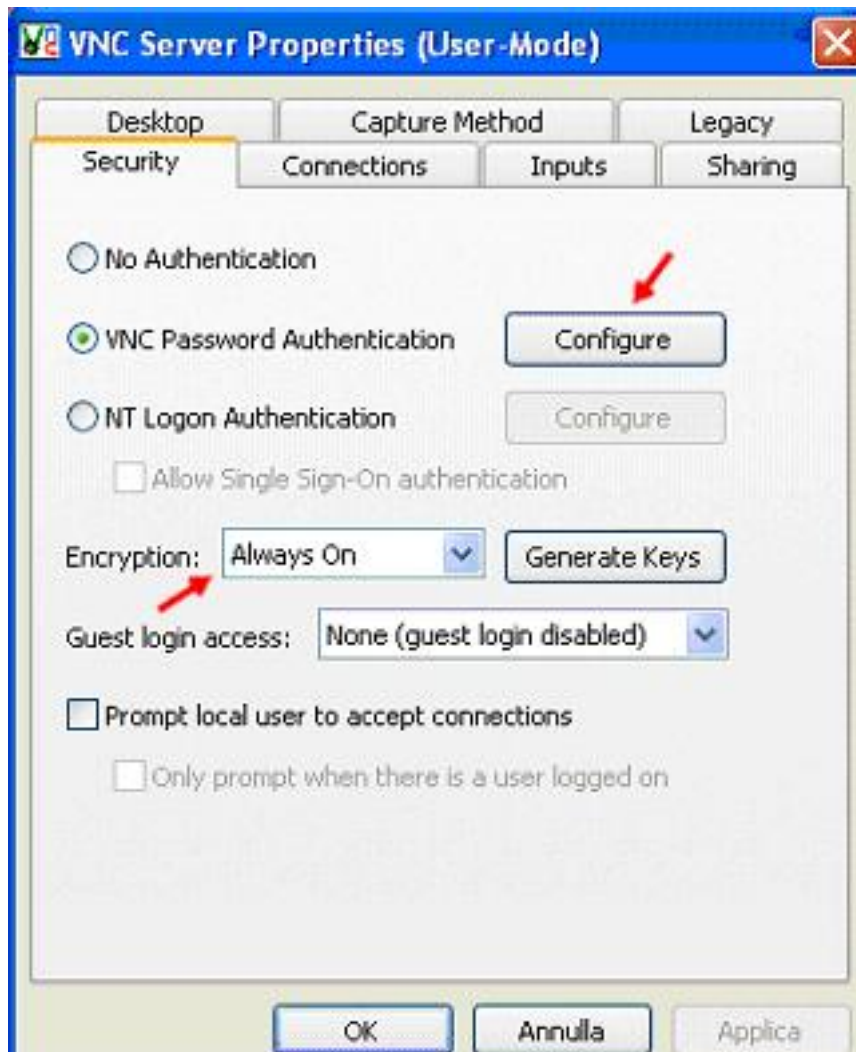 VNC Server Properties (User-Mode)
Desktop Capture Method Legacy
Security Connections Inputs Sharing
No Authentication
VNC Password Authentication Configure
NT Logon Authentication Configure
Allow Single Sign-On authentication
Encryption: Always On Generate Keys
Guest login access: None (guest login disabled)
Prompt local user to accept connections
Only prompt when there is a user logged on
OK Annulla Applica